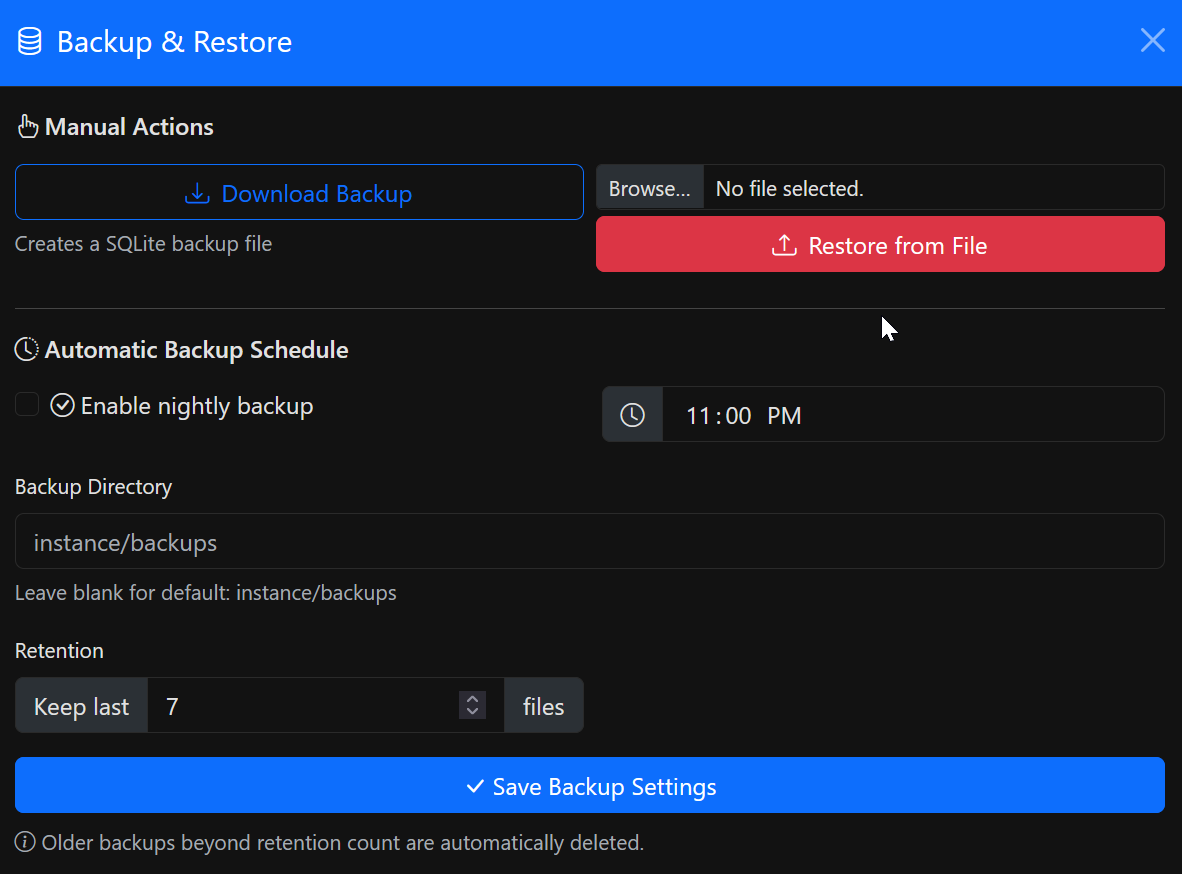 Backup & Restore
Manual Actions
Download Backup
Creates a SQLite backup file
Browse... No file selected.
Restore from File
Automatic Backup Schedule
Enable nightly backup
11:00 PM
Backup Directory
instance/backups
Leave blank for default: instance/backups
Retention
Keep last 7 files
Save Backup Settings
Older backups beyond retention count are automatically deleted.